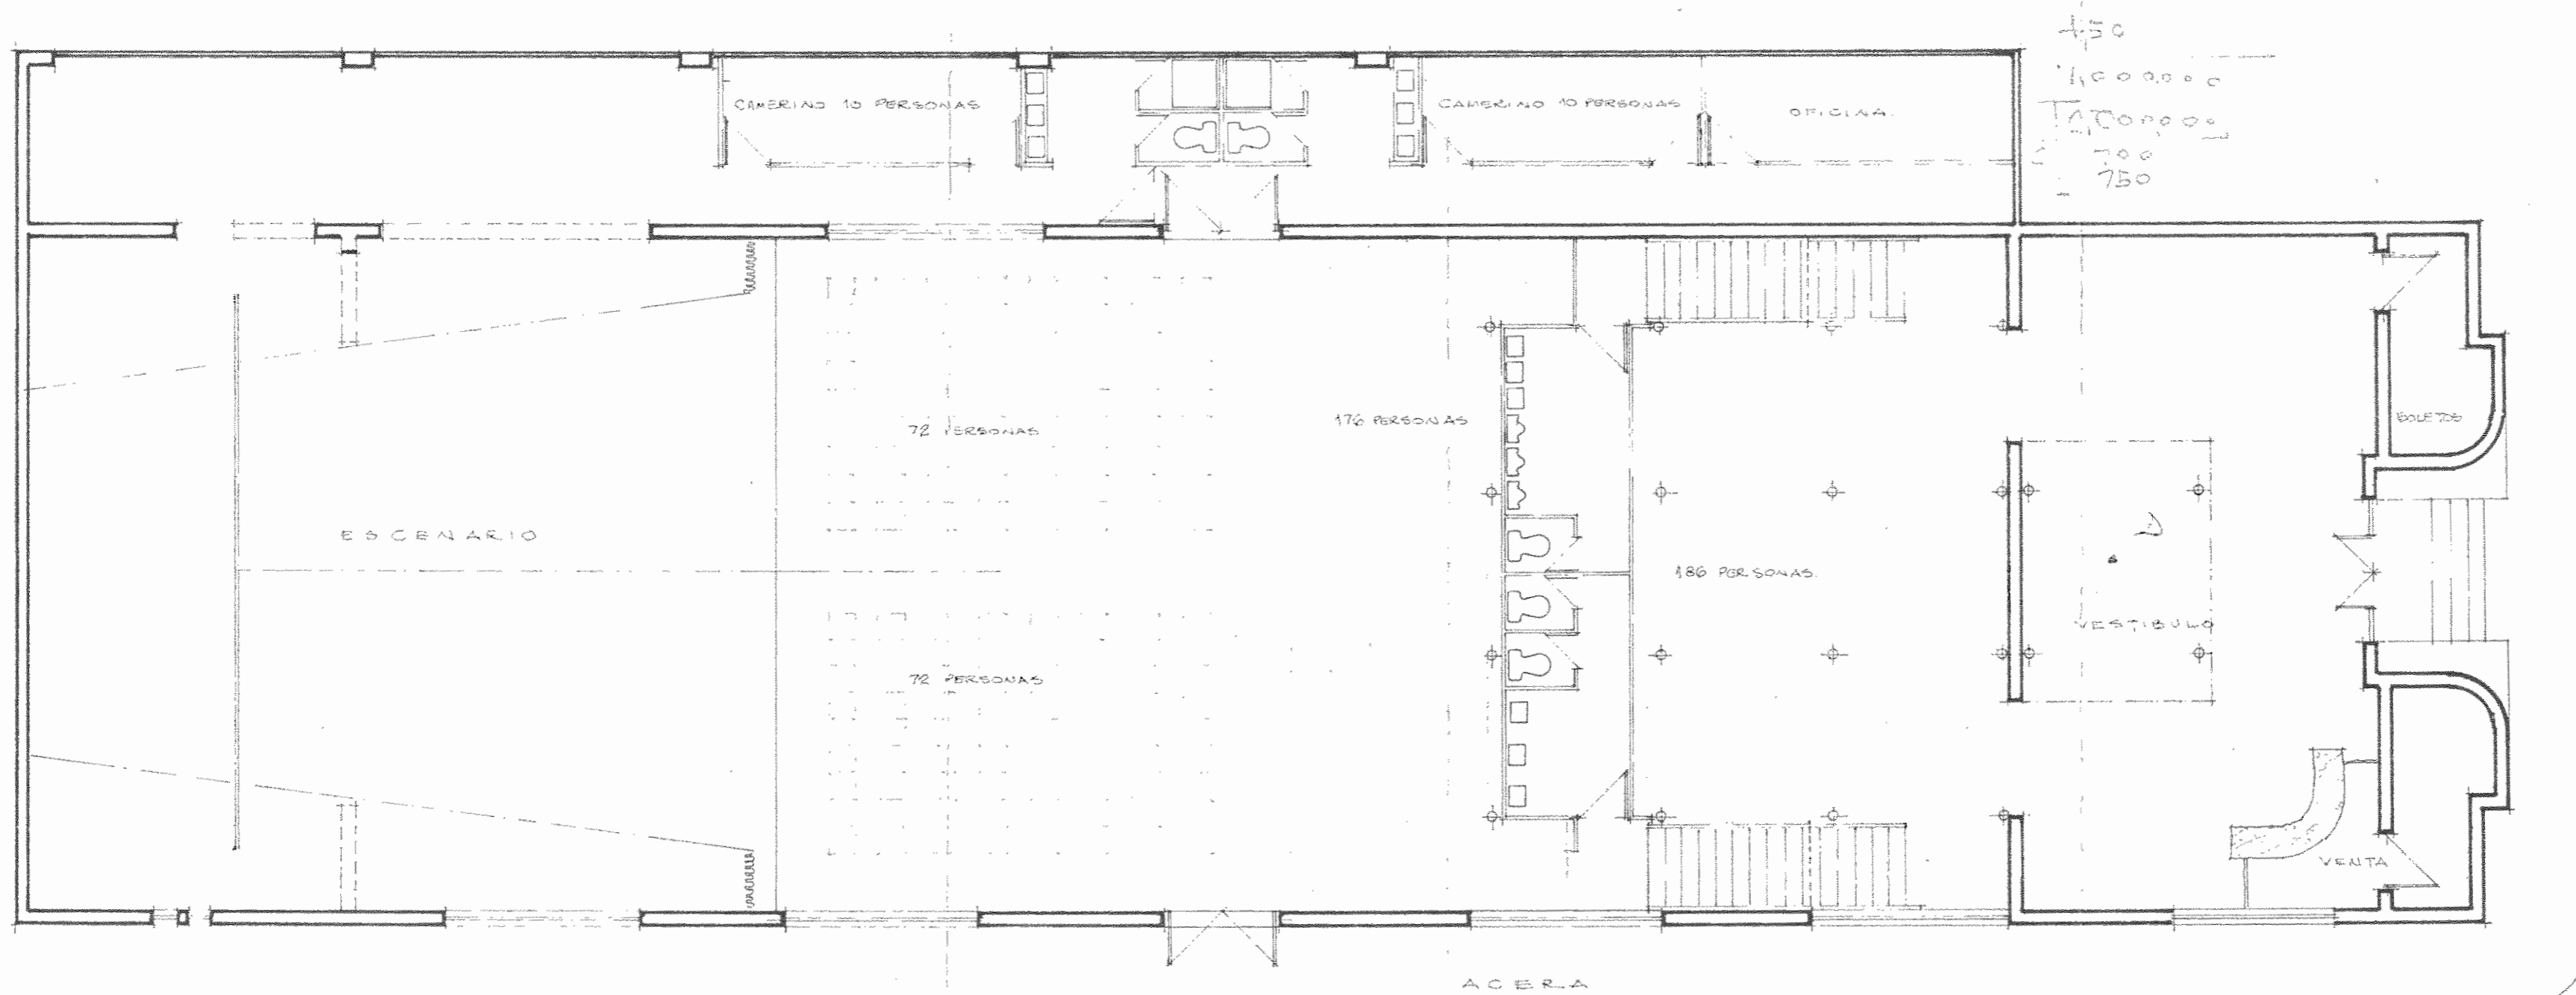 CAMERINO 10 PERSONAS
CAMERINO 10 PERSONAS
OFICINA.
750
BOLETOS
72 PERSONAS
176 PERSONAS
ESCENARIO
186 PERSONAS.
VESTIBULO
72 PERSONAS
VENTA
ACERA